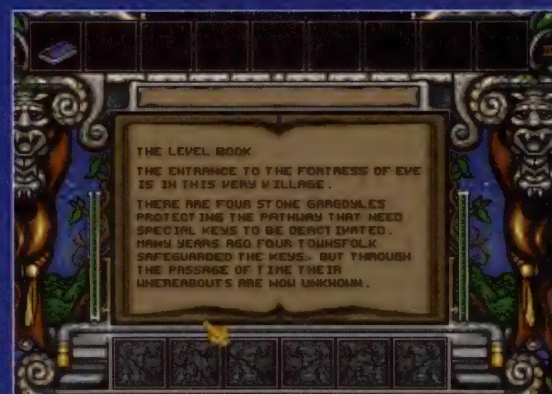 THE LEVEL BOOK
THE ENTRANCE TO THE FORTRESS OF EVE
IS IN THIS VERY VILLAGE.
THERE ARE FOUR STONE GARGOYLES
PROTECTING THE PATHWAY THAT NEED
SPECIAL KEYS TO BE DEACTIVATED.
MANY YEARS AGO FOUR TOWNSFOLK
SAFEGUARDED THE KEYS, BUT THROUGH
THE PASSAGE OF TIME THEIR
WHEREABOUTS ARE NOW UNKNOWN.